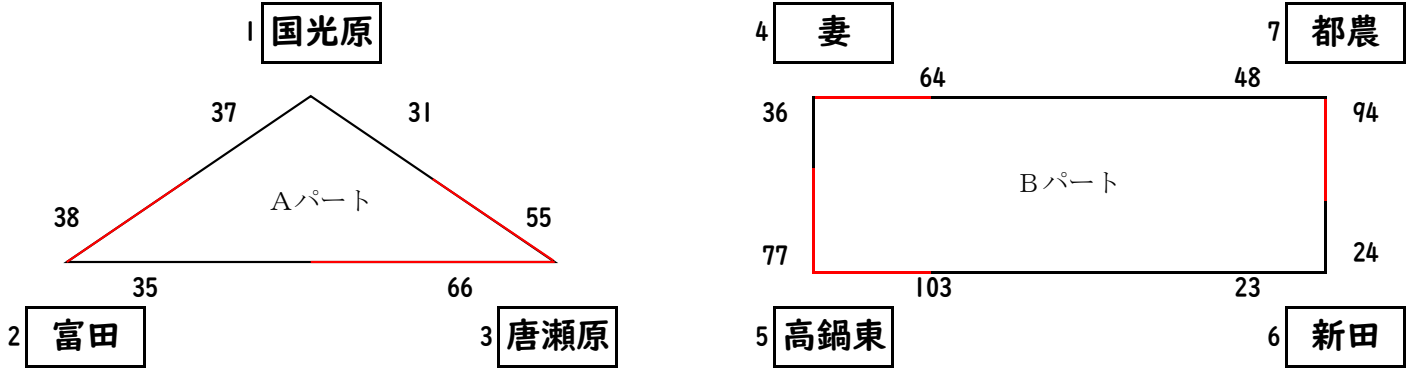 1 国光原
4 妻
7 都農
64 48
37 31
36 94
Aパート
Bパート
38 55
77 24
35 66
103 23
2 富田
3 唐瀬原
5 高鍋東
6 新田